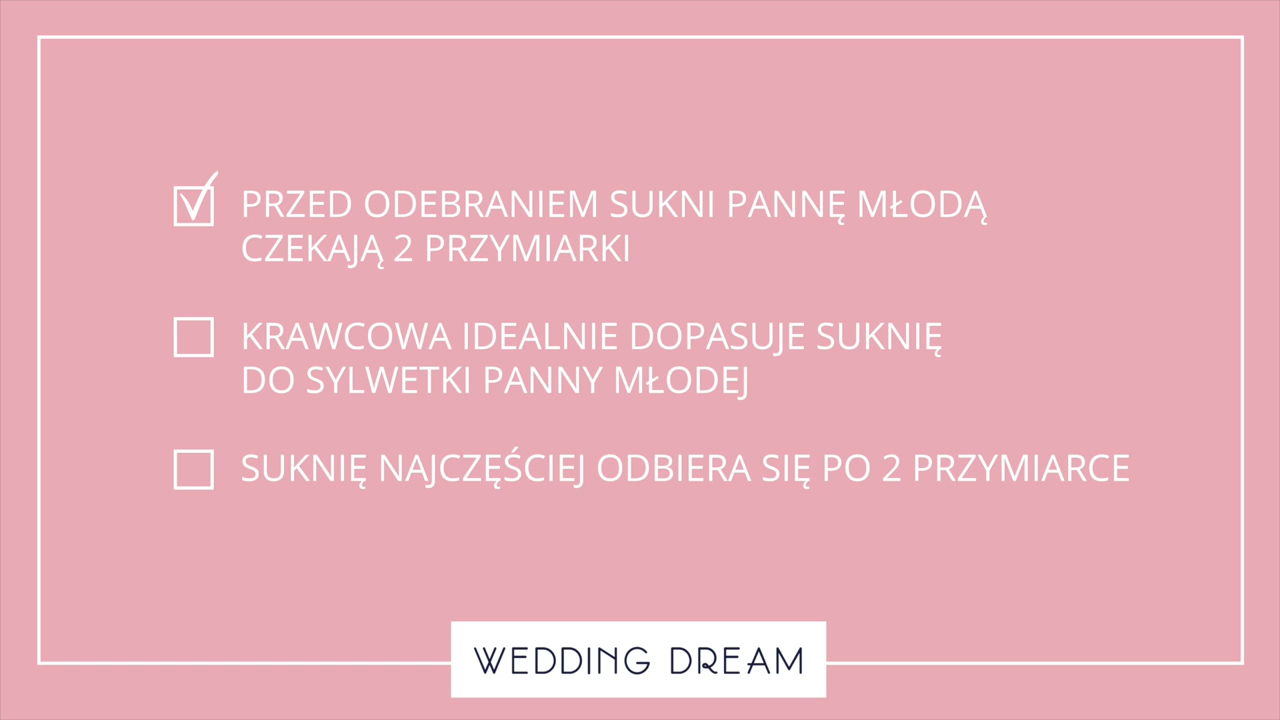 PRZED ODEBRANIEM SUKNI PANNĘ MŁODĄ
CZEKAJĄ 2 PRZYMIARKI
KRAWCOWA IDEALNIE DOPASUJE SUKNIĘ
DO SYLWETKI PANNY MŁODEJ
SUKNIĘ NAJCZĘŚCIEJ ODBIERA SIĘ PO 2 PRZYMIARCE
WEDDING DREAM